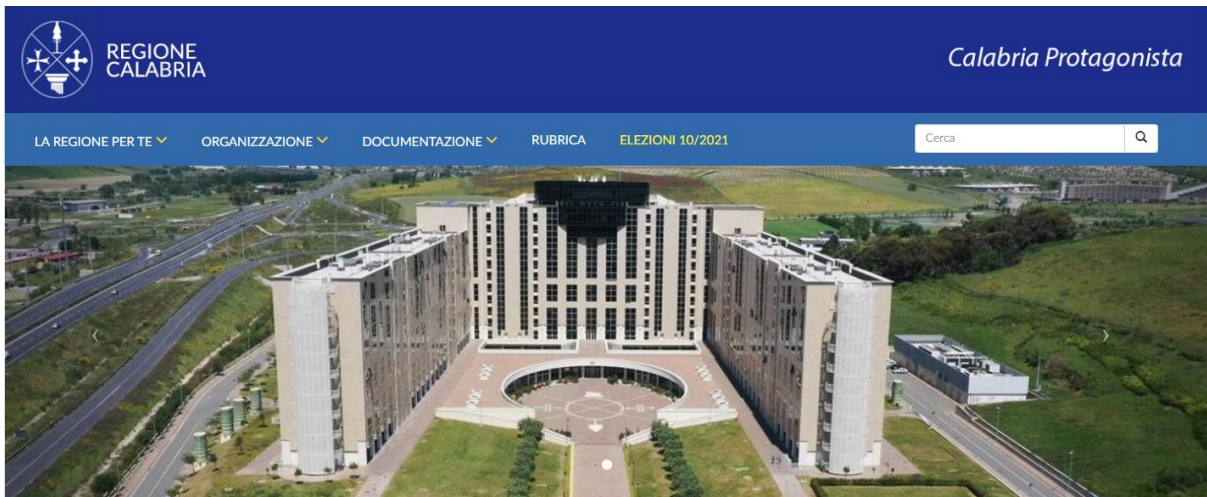 REGIONE
CALABRIA
Calabria Protagonista
LA REGIONE PER TE
ORGANIZZAZIONE
DOCUMENTAZIONE
RUBRICA
ELEZIONI 10/2021
Cerca